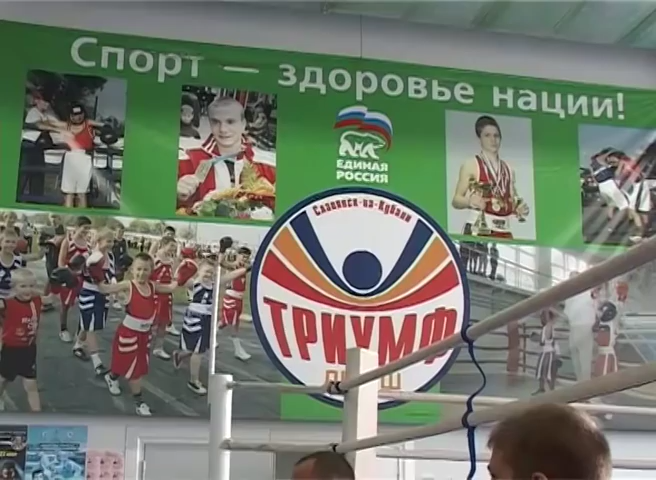 Спорт — здоровье нации!
ЕДИНАЯ
РОССИЯ
Славянск-на-Кубани
ТРИУМФ